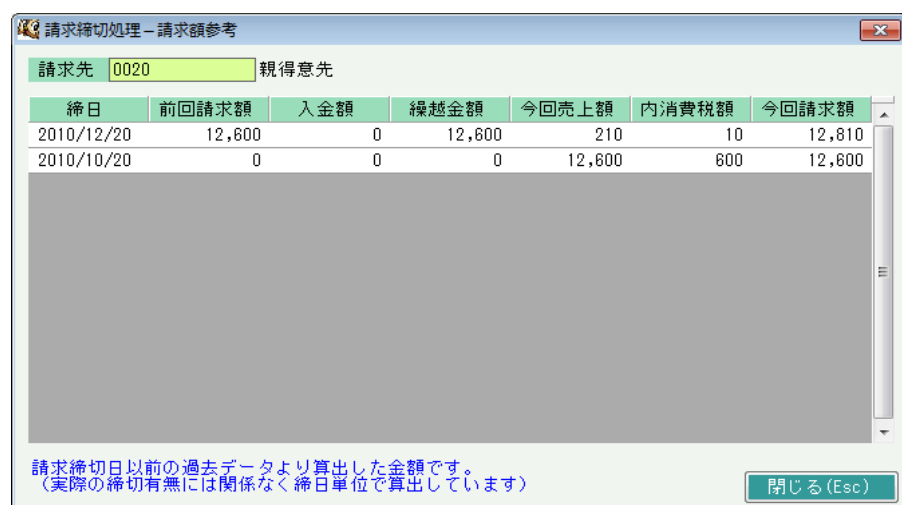 請求締切処理－請求額参考
請求先 0020 親得意先
締日 前回請求額 入金額 繰越金額 今回売上額 内消費税額 今回請求額
2010/12/20 12,600 0 12,600 210 10 12,810
2010/10/20 0 0 0 12,600 600 12,600
請求締切日以前の過去データより算出した金額です。
（実際の締切有無には関係なく締日単位で算出しています）
閉じる(Esc)